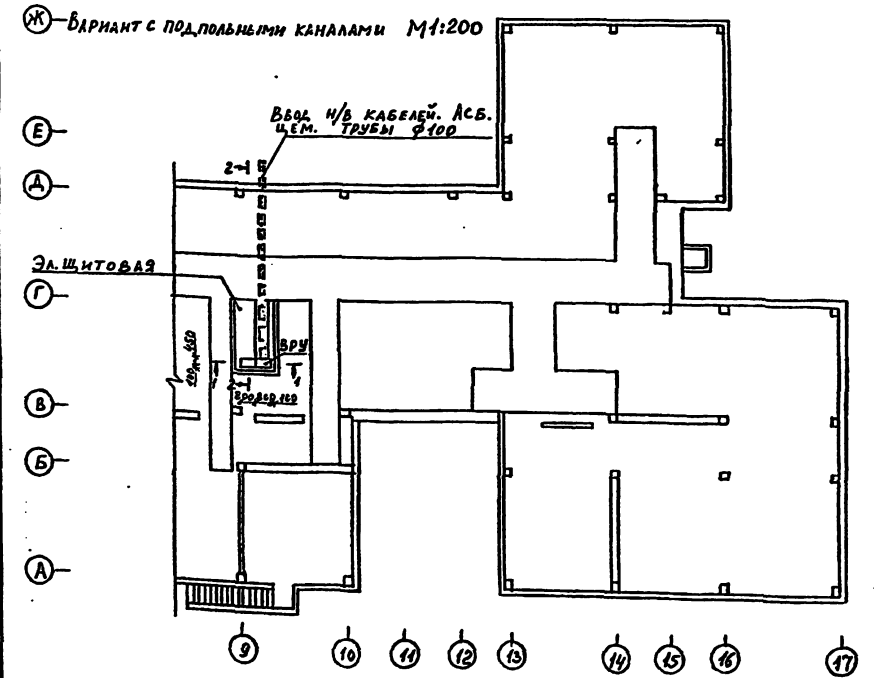 Ж Вариант с подпольными каналами М1:200
Ввод н/в кабелей. Асб.
цем. трубы ф100
Е
2
Д
Эл. щитовая
Г
ВРУ
1
1
2
В
Б
А
9 10 11 12 13 14 15 16 17